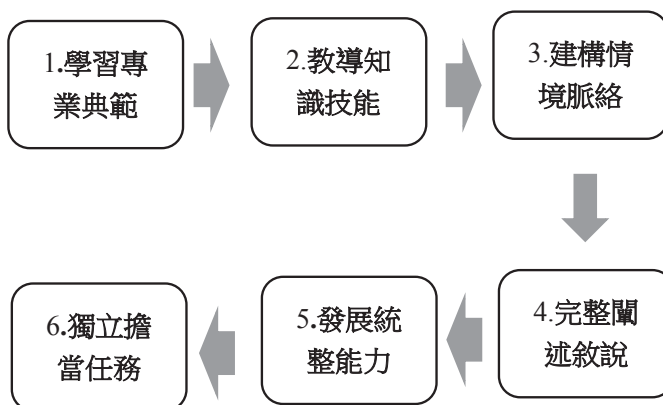 1.學習專
業典範
2.教導知
識技能
3.建構情
境脈絡
4.完整闡
述敘說
5.發展統
整能力
6.獨立擔
當任務